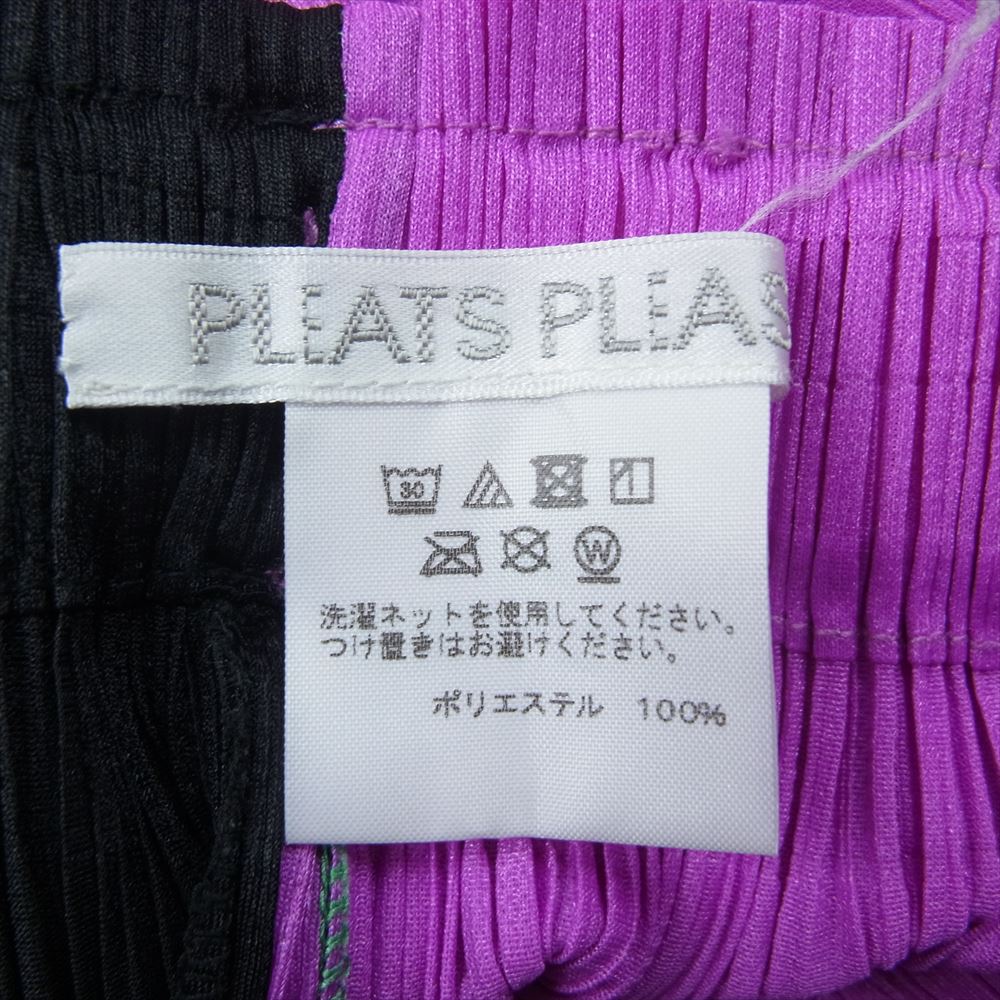 PLEATS PLEAS
30
W
洗濯ネットを使用してください。
つけ置きはお避けください。
ポリエステル 100%